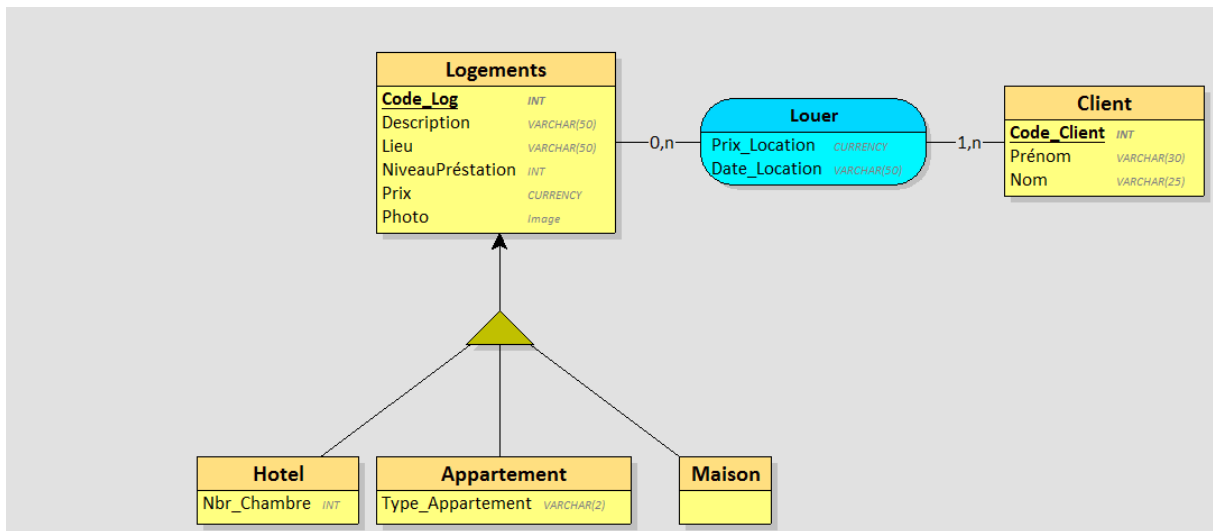 Logements
Code_Log INT
Description VARCHAR(50)
Lieu VARCHAR(50)
NiveauPréstation INT
Prix CURRENCY
Photo Image
0,n
Louer
Prix_Location CURRENCY
Date_Location VARCHAR(50)
1,n
Client
Code_Client INT
Prénom VARCHAR(30)
Nom VARCHAR(25)
Hotel
Nbr_Chambre INT
Appartement
Type_Appartement VARCHAR(2)
Maison